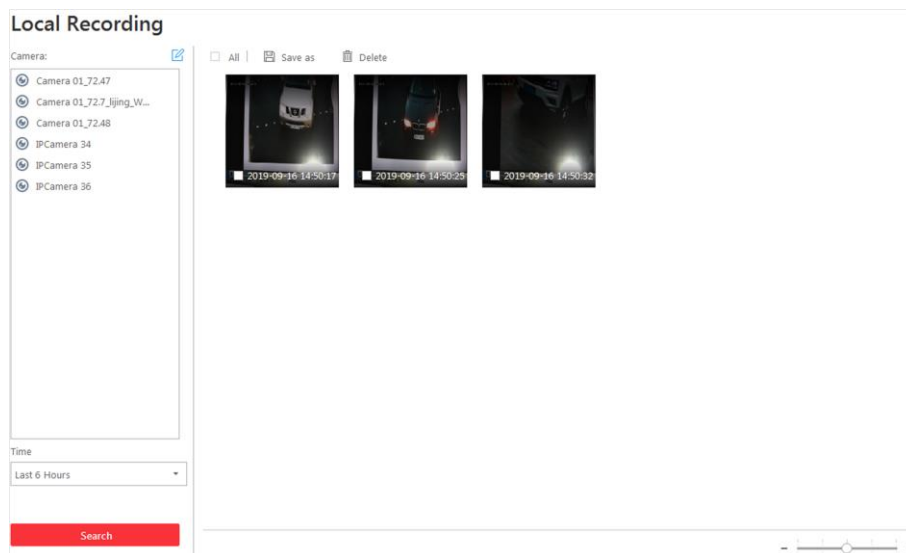 Local Recording
Camera:
All
Save as
Delete
Camera 01_72.47
Camera 01_72.7_lijing_W...
Camera 01_72.48
IPCamera 34
IPCamera 35
IPCamera 36
2019-09-16 14:50:17
2019-09-16 14:50:25
2019-09-16 14:50:32
Time
Last 6 Hours
Search